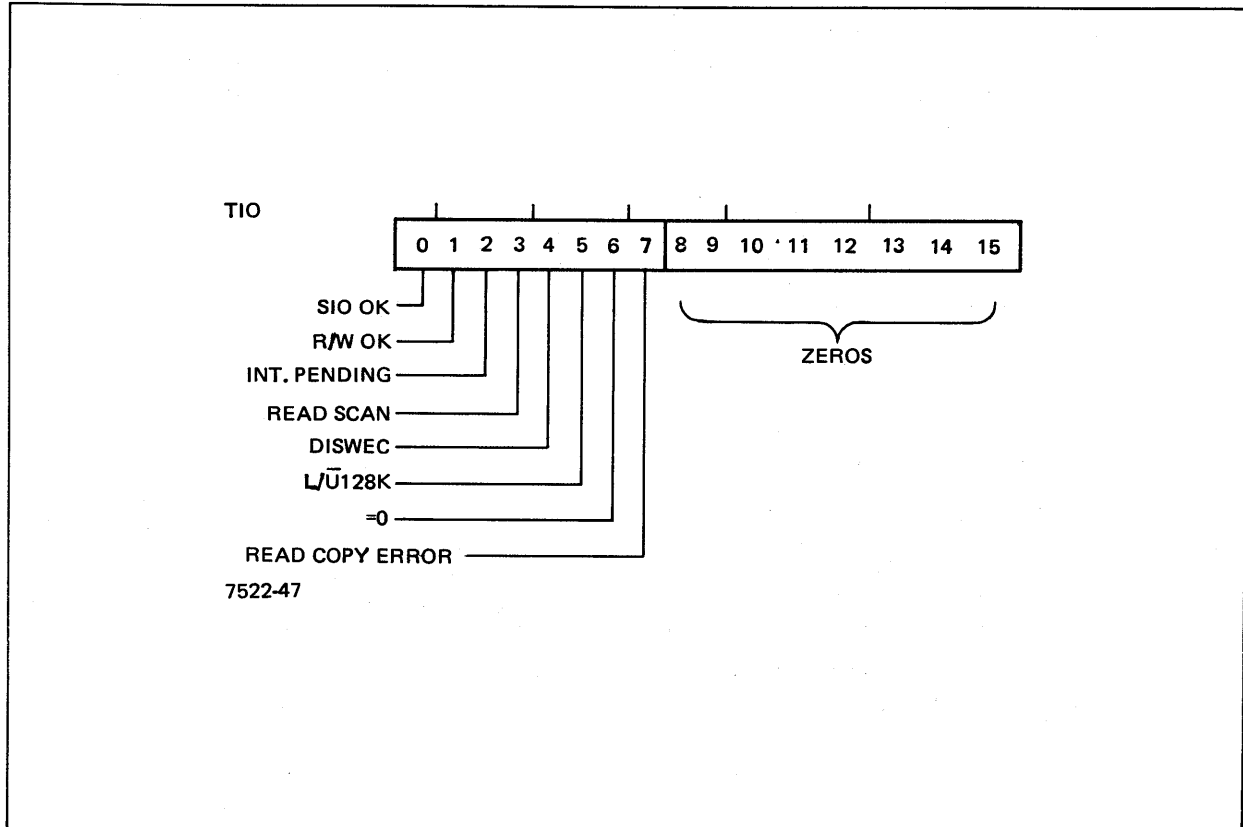 TIO
0 1 2 3 4 5 6 7 8 9 10 11 12 13 14 15
SIO OK
R/W OK
INT. PENDING
READ SCAN
DISWEC
L/Ū128K
=0
READ COPY ERROR
ZEROS
7522-47